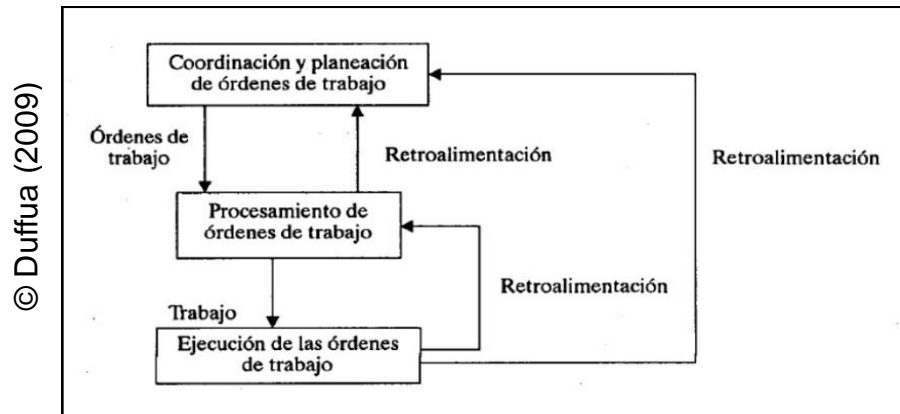 © Duffua (2009)
Coordinación y planeación
de órdenes de trabajo
Órdenes de
trabajo
Retroalimentación
Retroalimentación
Procesamiento de
órdenes de trabajo
Retroalimentación
Trabajo
Ejecución de las órdenes
de trabajo